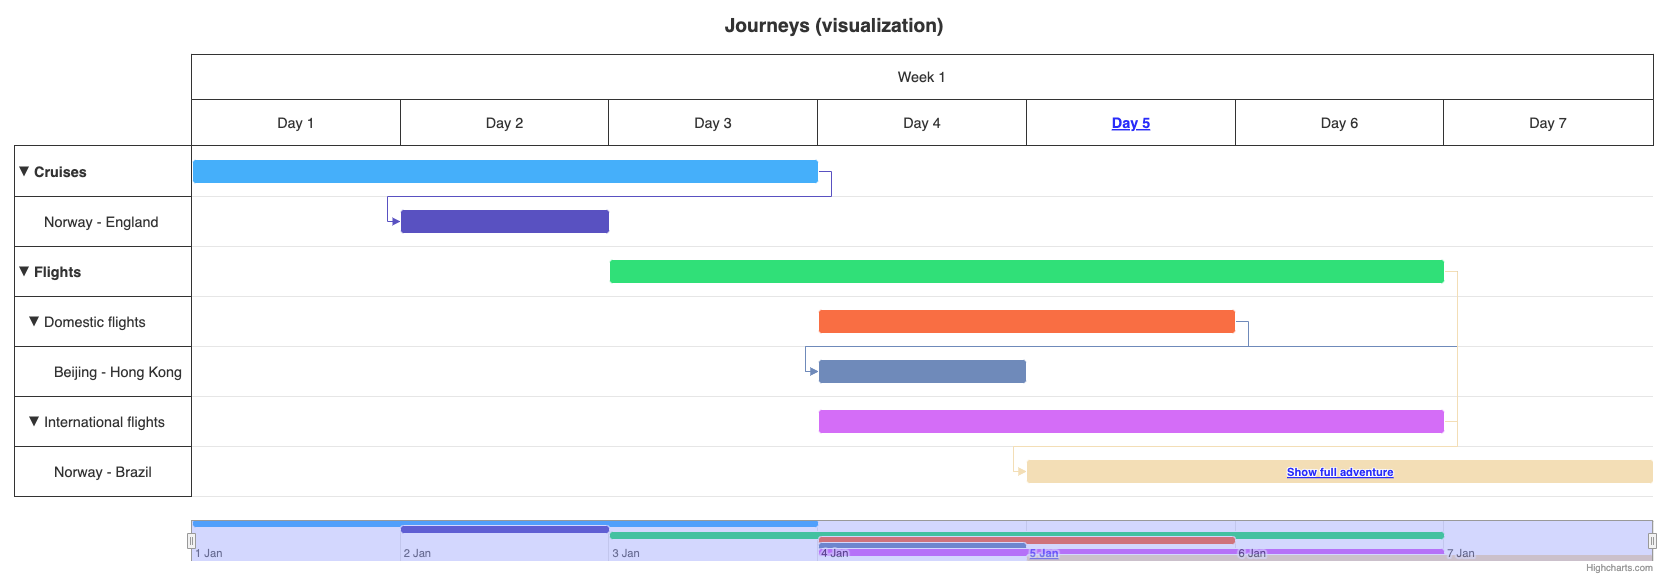 Journeys (visualization)
Week 1
Day 1 Day 2 Day 3 Day 4 Day 5 Day 6 Day 7
▼ Cruises
Norway - England
▼ Flights
▼ Domestic flights
Beijing - Hong Kong
▼ International flights
Norway - Brazil Show full adventure
1 Jan 2 Jan 3 Jan 4 Jan 5 Jan 6 Jan 7 Jan
Highcharts.com